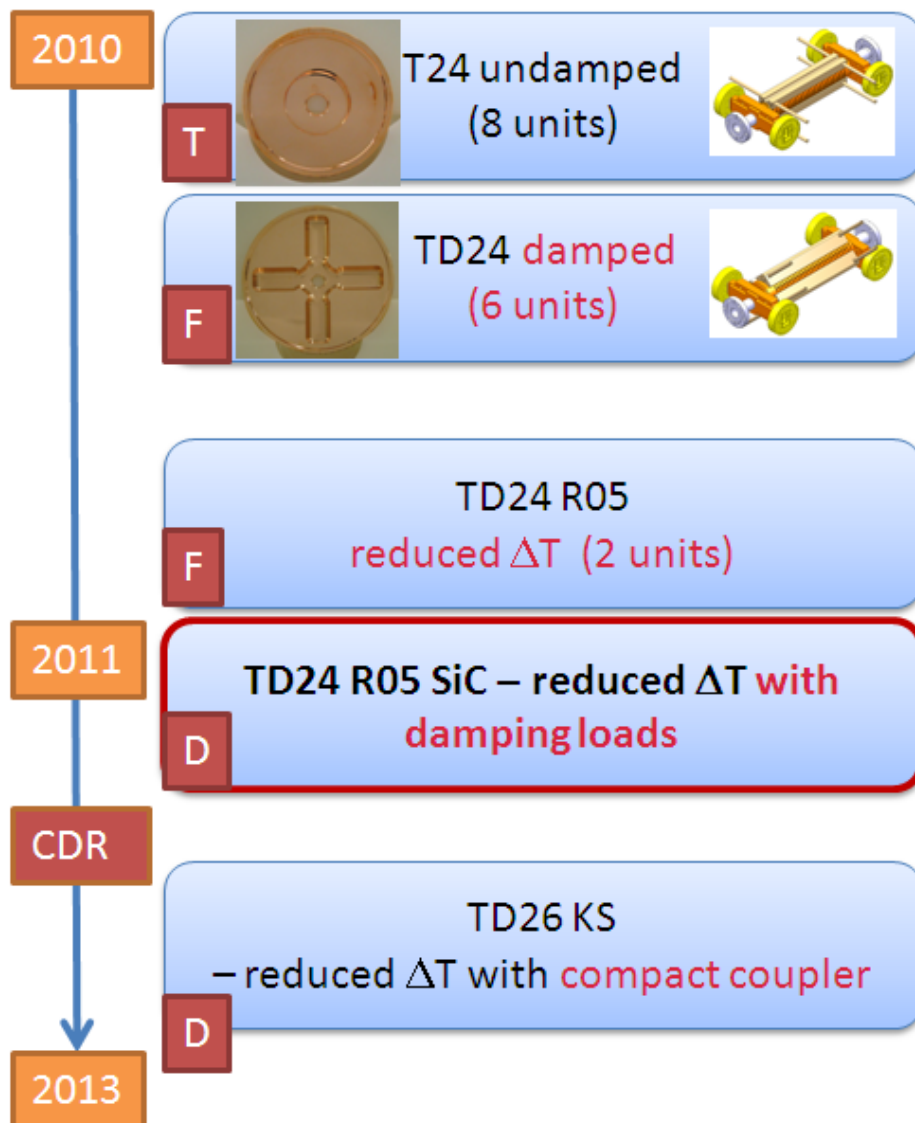 2010
T24 undamped
(8 units)
T
TD24 damped
(6 units)
F
TD24 R05
reduced ΔT (2 units)
F
2011
TD24 R05 SiC – reduced ΔT with
damping loads
D
CDR
TD26 KS
– reduced ΔT with compact coupler
D
2013